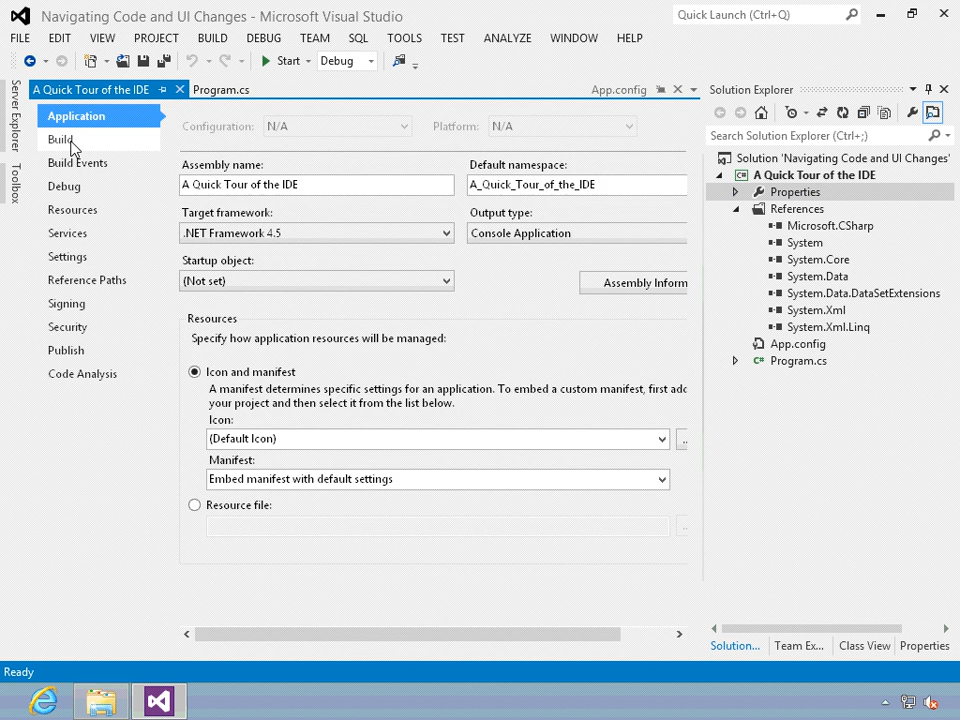 Navigating Code and UI Changes - Microsoft Visual Studio
Quick Launch (Ctrl+Q)
FILE EDIT VIEW PROJECT BUILD DEBUG TEAM SQL TOOLS TEST ANALYZE WINDOW HELP
Start Debug
Server Explorer
Toolbox
A Quick Tour of the IDE Program.cs App.config
Application
Build
Build Events
Debug
Resources
Services
Settings
Reference Paths
Signing
Security
Publish
Code Analysis
Configuration: N/A Platform: N/A
Assembly name: Default namespace:
A Quick Tour of the IDE A_Quick_Tour_of_the_IDE
Target framework: Output type:
.NET Framework 4.5 Console Application
Startup object:
(Not set) Assembly Inform
Resources
Specify how application resources will be managed:
Icon and manifest
A manifest determines specific settings for an application. To embed a custom manifest, first add
your project and then select it from the list below.
Icon:
(Default Icon) ..
Manifest:
Embed manifest with default settings
Resource file:
..
Solution Explorer
Search Solution Explorer (Ctrl+;)
Solution 'Navigating Code and UI Changes'
A Quick Tour of the IDE
Properties
References
Microsoft.CSharp
System
System.Core
System.Data
System.Data.DataSetExtensions
System.Xml
System.Xml.Linq
App.config
Program.cs
Solution... Team Ex... Class View Properties
Ready